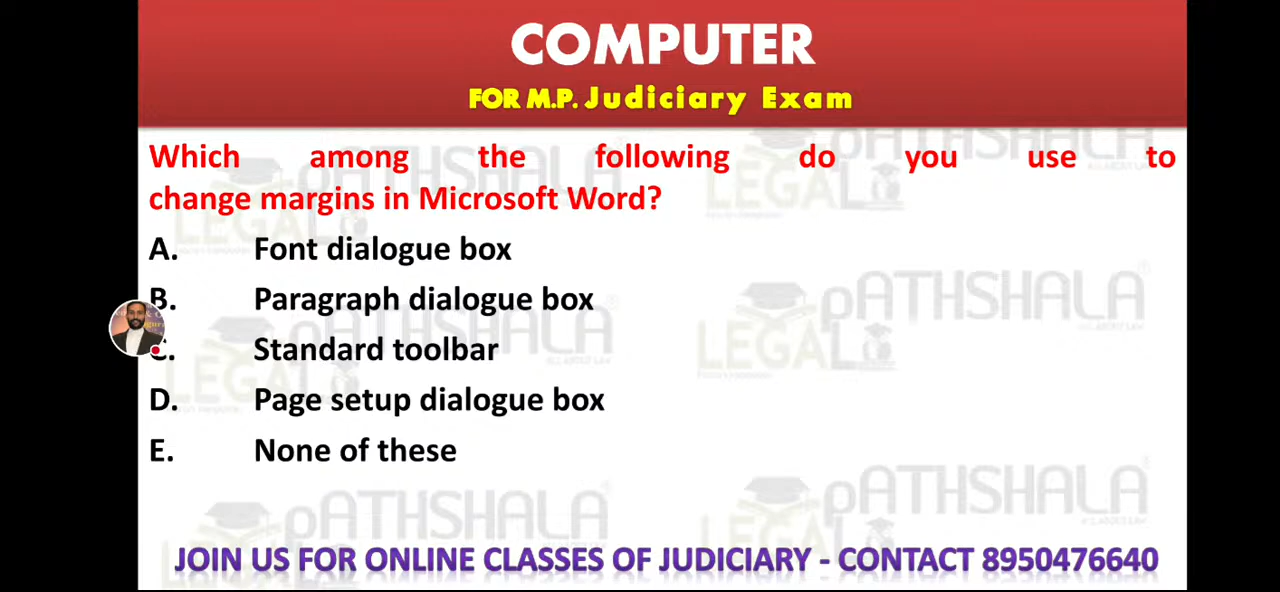 COMPUTER
FOR M.P. Judiciary Exam
Which among the following do you use to
change margins in Microsoft Word?
A. Font dialogue box
B. Paragraph dialogue box
C. Standard toolbar
D. Page setup dialogue box
E. None of these
PATHSHALA
LEGAL
JOIN US FOR ONLINE CLASSES OF JUDICIARY - CONTACT 8950476640